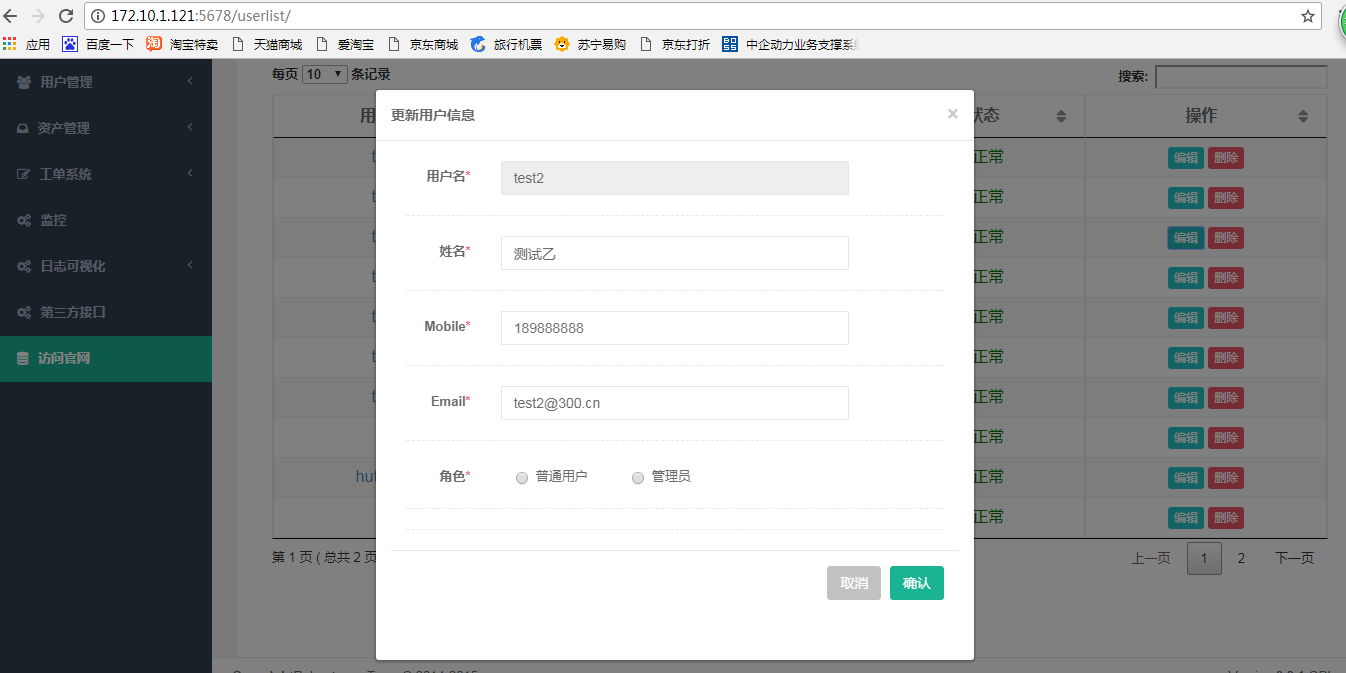 172.10.1.121:5678/userlist/
应用 百度一下 淘宝特卖 天猫商城 爱淘宝 京东商城 旅行机票 苏宁易购 京东打折 中企动力业务支撑系
用户管理
资产管理
工单系统
监控
日志可视化
第三方接口
访问官网
每页 10 条记录
搜索:
用 状态 操作
更新用户信息 ×
用户名* test2
姓名* 测试乙
Mobile* 189888888
Email* test2@300.cn
角色* 普通用户 管理员
取消 确认
t 正常 编辑 删除
t 正常 编辑 删除
t 正常 编辑 删除
t 正常 编辑 删除
t 正常 编辑 删除
t 正常 编辑 删除
t 正常 编辑 删除
正常 编辑 删除
huf 正常 编辑 删除
正常 编辑 删除
第 1 页 ( 总共 2 页
上一页 1 2 下一页